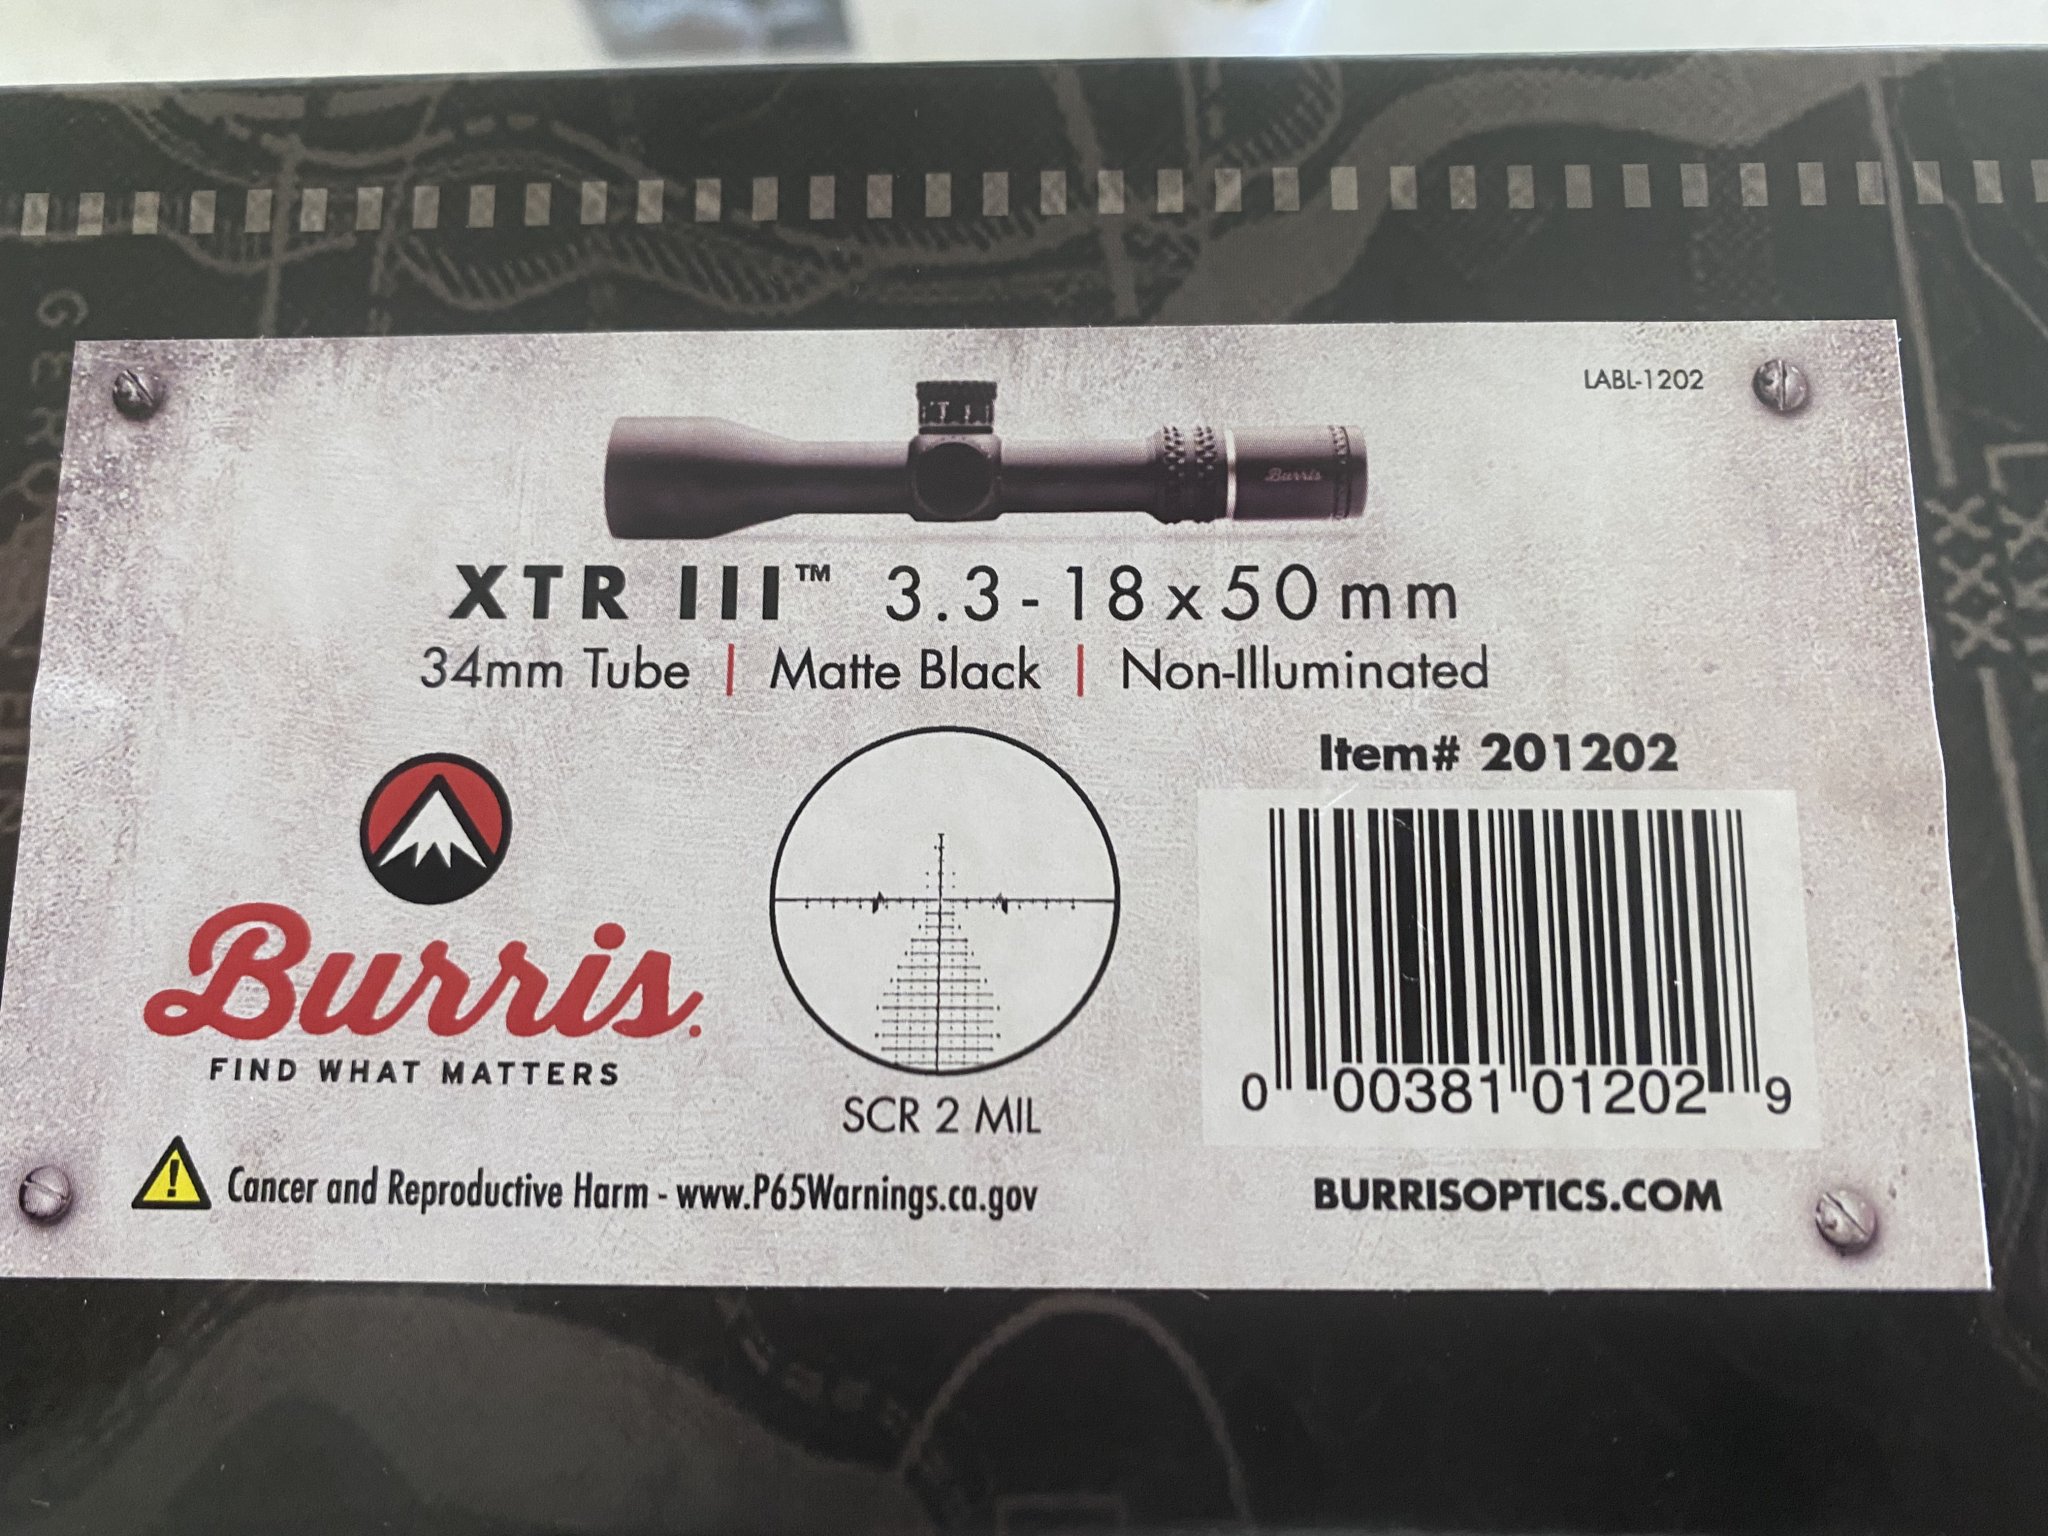 LABL-1202
Burris
XTR III™ 3.3-18x50mm
34mm Tube | Matte Black | Non-Illuminated
Item# 201202
Burris.
FIND WHAT MATTERS
SCR 2 MIL
0 00381 01202 9
Cancer and Reproductive Harm - www.P65Warnings.ca.gov
BURRISOPTICS.COM